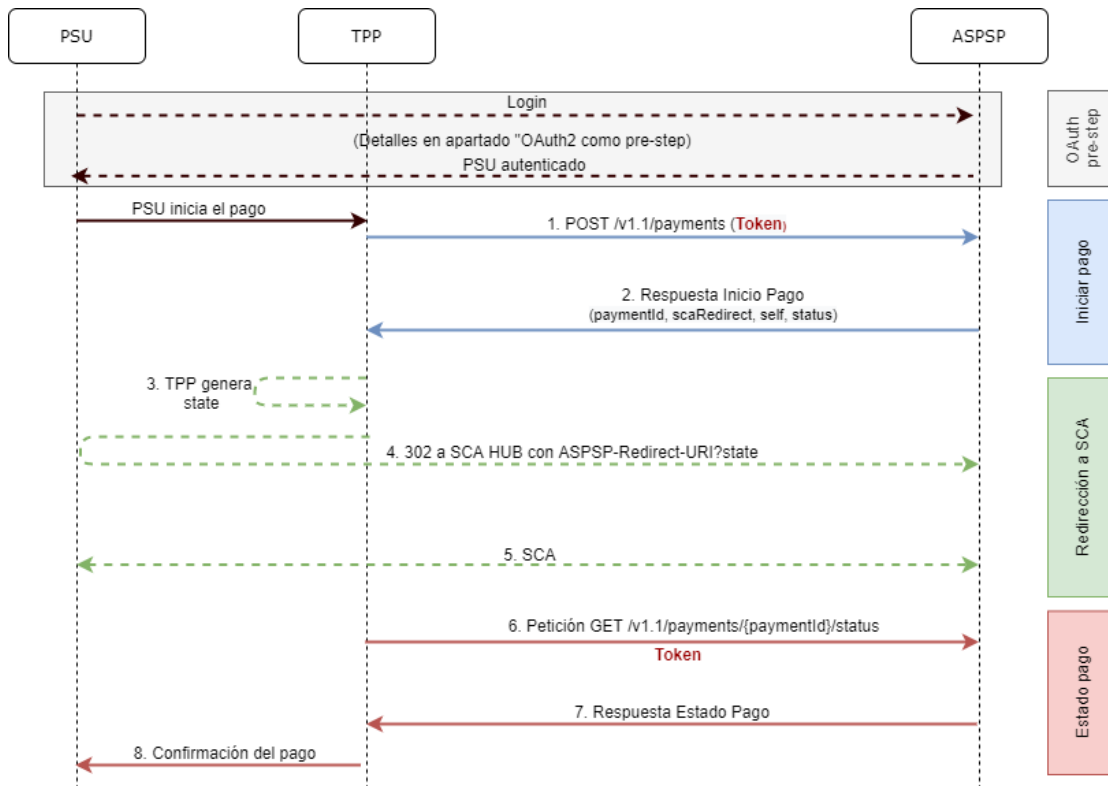 PSU
TPP
ASPSP
Login
(Detalles en apartado "OAuth2 como pre-step)
PSU autenticado
OAuth
pre-step
PSU inicia el pago
1. POST /v1.1/payments (Token)
2. Respuesta Inicio Pago
(paymentId, scaRedirect, self, status)
Iniciar pago
3. TPP genera
state
4. 302 a SCA HUB con ASPSP-Redirect-URI?state
5. SCA
Redirección a SCA
6. Petición GET /v1.1/payments/{paymentId}/status
Token
7. Respuesta Estado Pago
8. Confirmación del pago
Estado pago